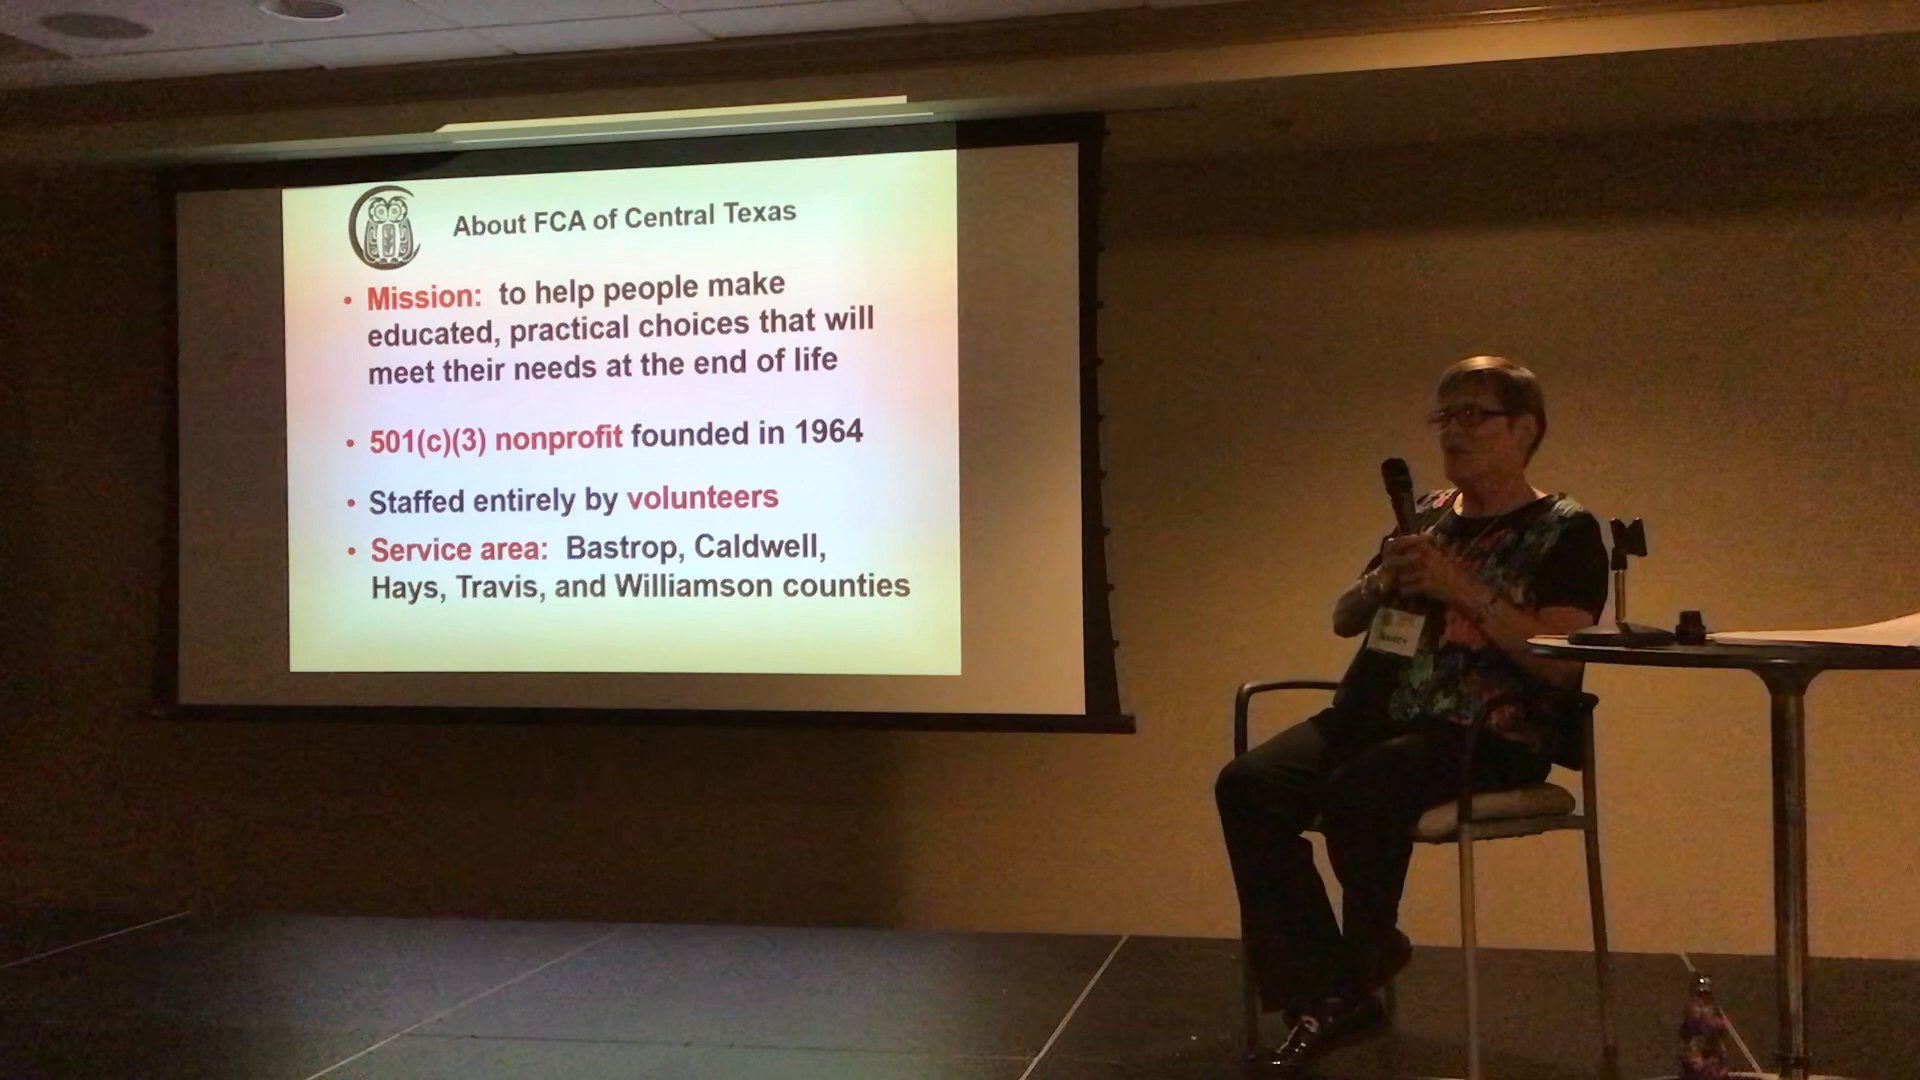 About FCA of Central Texas
• Mission: to help people make
educated, practical choices that will
meet their needs at the end of life
• 501(c)(3) nonprofit founded in 1964
• Staffed entirely by volunteers
• Service area: Bastrop, Caldwell,
Hays, Travis, and Williamson counties